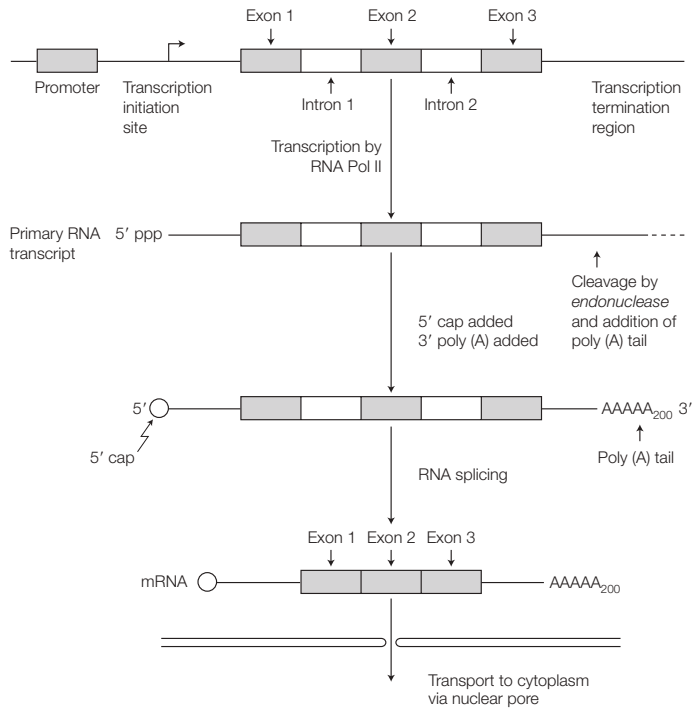 Exon 1
Exon 2
Exon 3
Promoter
Transcription
initiation
site
Intron 1
Intron 2
Transcription
termination
region
Transcription by
RNA Pol II
Primary RNA
transcript
5′ ppp
Cleavage by
endonuclease
and addition of
poly (A) tail
5′ cap added
3′ poly (A) added
5′
AAAAA200 3′
5′ cap
Poly (A) tail
RNA splicing
Exon 1
Exon 2
Exon 3
mRNA
AAAAA200
Transport to cytoplasm
via nuclear pore